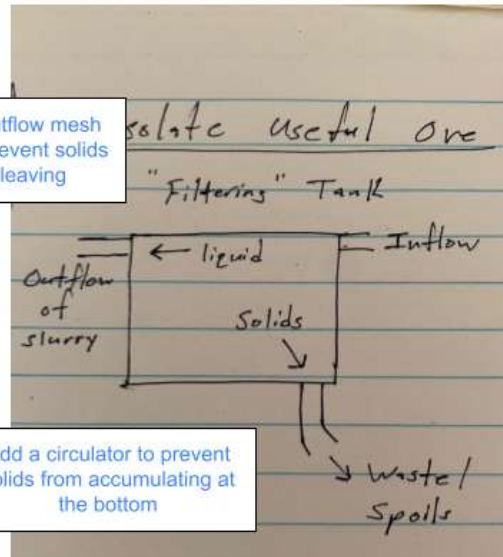 tflow mesh
event solids
leaving
solate Useful Ore
"Filtering" Tank
← liquid
Inflow
Outflow
of
slurry
Solids
dd a circulator to prevent
olids from accumulating at
the bottom
Waste/
Spoils